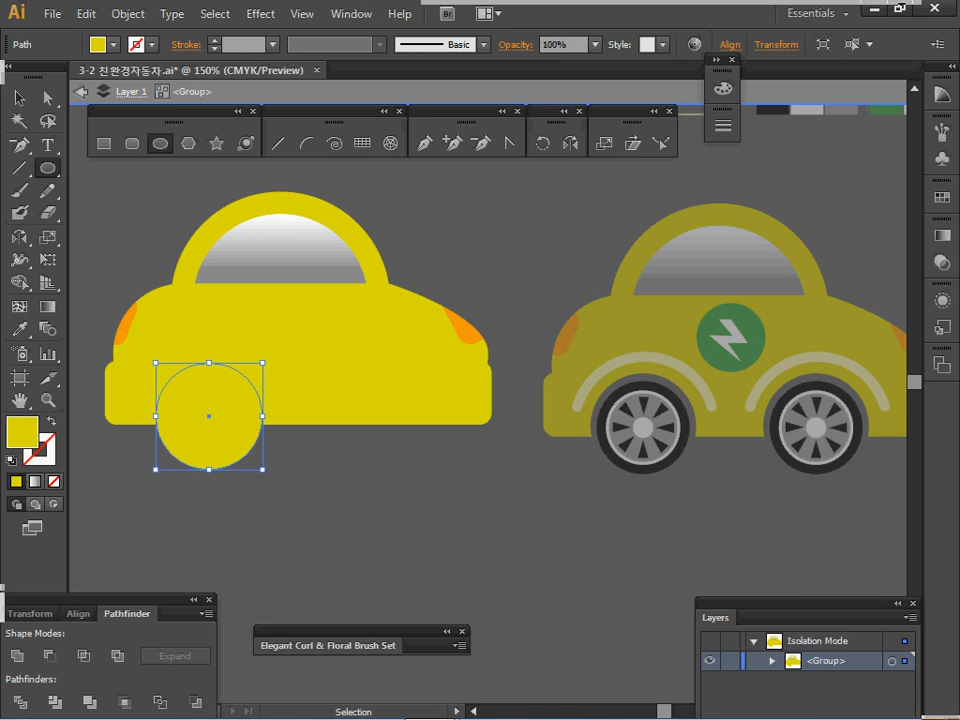 Ai File Edit Object Type Select Effect View Window Help Br Essentials
Path Stroke: Basic Opacity: 100% Style: Align Transform
3-2 친환경자동차.ai* @ 150% (CMYK/Preview) ×
Layer 1 <Group>
T
Transform Align Pathfinder
Shape Modes:
Expand
Pathfinders:
Elegant Curl & Floral Brush Set
Layers
Isolation Mode
<Group>
Selection